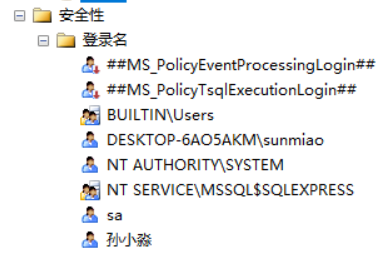 安全性
登录名
##MS_PolicyEventProcessingLogin##
##MS_PolicyTsqlExecutionLogin##
BUILTIN\Users
DESKTOP-6AO5AKM\sunmiao
NT AUTHORITY\SYSTEM
NT SERVICE\MSSQL$SQLEXPRESS
sa
孙小淼